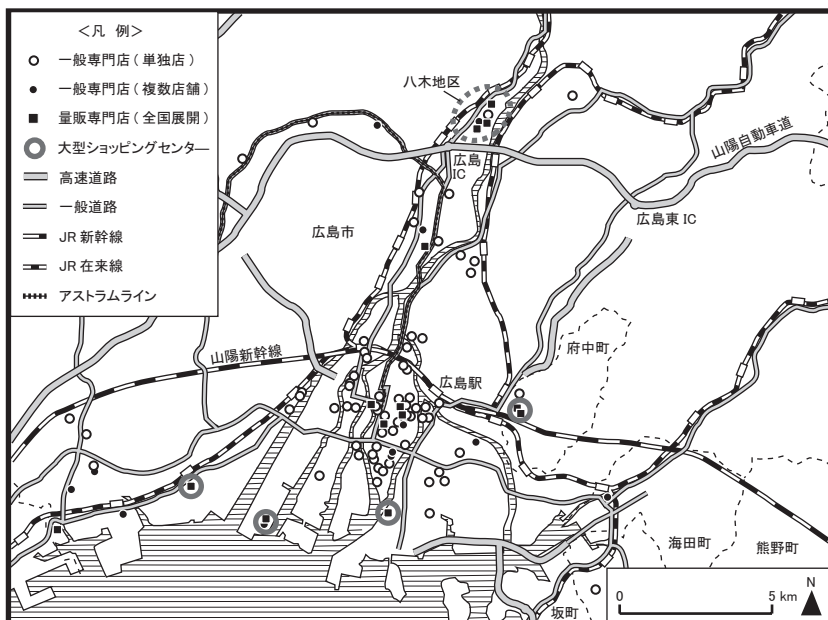 ＜凡 例＞
一般専門店（単独店）
一般専門店（複数店舗）
量販専門店（全国展開）
大型ショッピングセンター
高速道路
一般道路
JR 新幹線
JR 在来線
アストラムライン
八木地区
広島
IC
山陽自動車道
広島東 IC
広島市
府中町
山陽新幹線
広島駅
海田町
熊野町
坂町
0
5 km
N